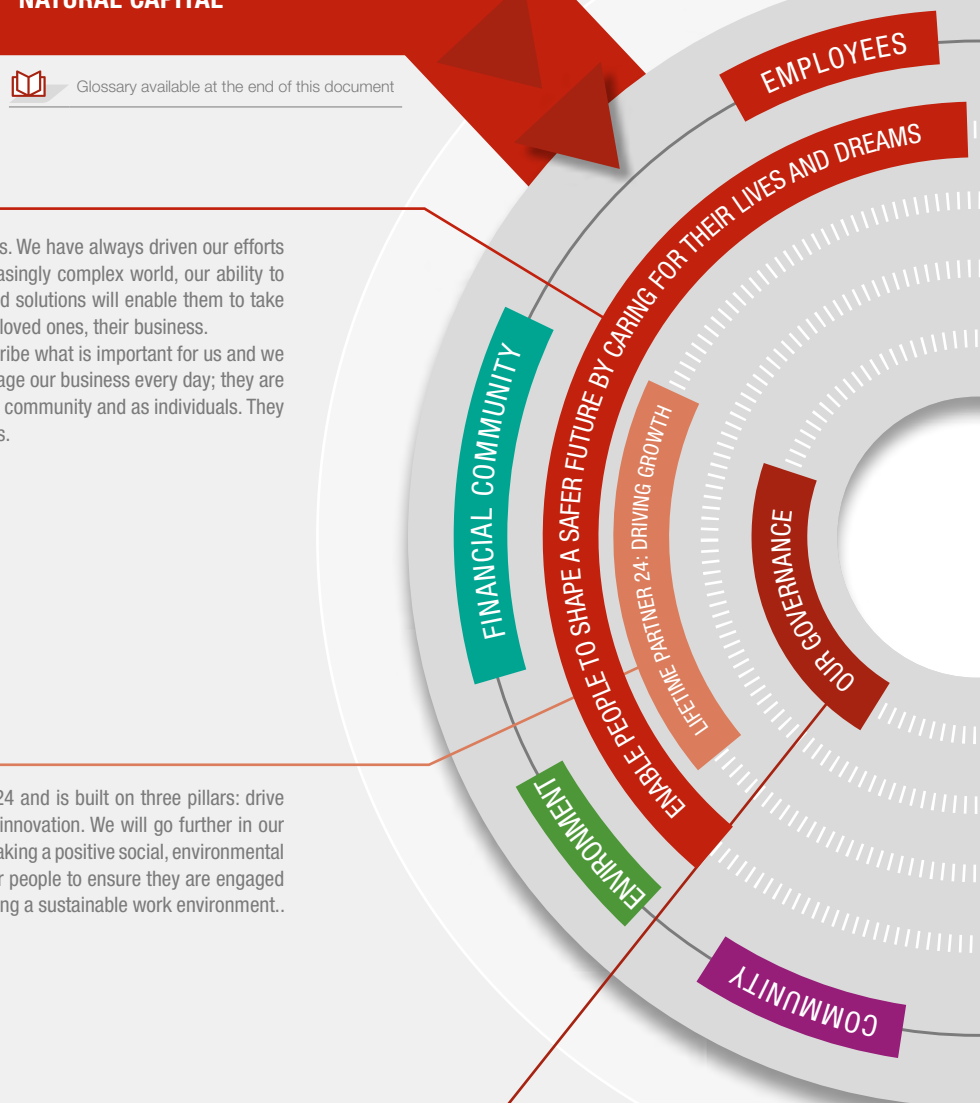 NATURAL CAPITAL
Glossary available at the end of this document
s. We have always driven our efforts
asingly complex world, our ability to
d solutions will enable them to take
loved ones, their business.
ribe what is important for us and we
age our business every day; they are
community and as individuals. They
s.
24 and is built on three pillars: drive
innovation. We will go further in our
aking a positive social, environmental
r people to ensure they are engaged
ng a sustainable work environment..
EMPLOYEES
ENABLE PEOPLE TO SHAPE A SAFER FUTURE BY CARING FOR THEIR LIVES AND DREAMS
FINANCIAL COMMUNITY
LIFETIME PARTNER 24: DRIVING GROWTH
OUR GOVERNANCE
ENVIRONMENT
COMMUNITY